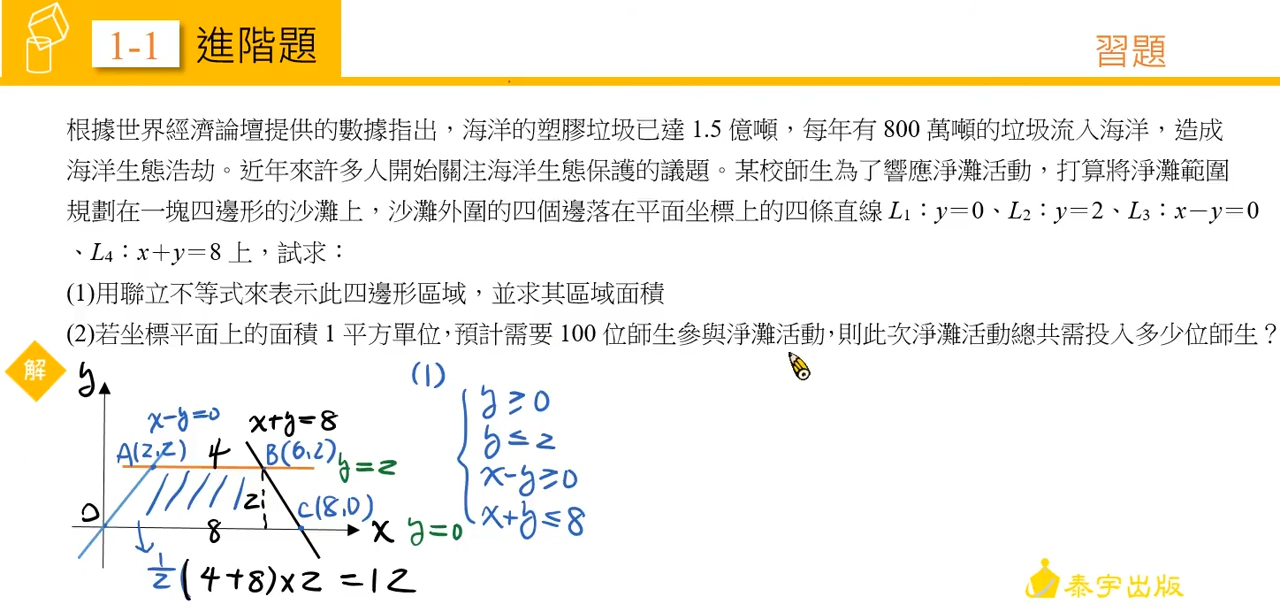 1-1 進階題
習題
根據世界經濟論壇提供的數據指出，海洋的塑膠垃圾已達 1.5 億噸，每年有 800 萬噸的垃圾流入海洋，造成
海洋生態浩劫。近年來許多人開始關注海洋生態保護的議題。某校師生為了響應淨灘活動，打算將淨灘範圍
規劃在一塊四邊形的沙灘上，沙灘外圍的四個邊落在平面坐標上的四條直線 L₁：y＝0、L₂：y＝2、L₃：x－y＝0
、L₄：x＋y＝8 上，試求：
(1)用聯立不等式來表示此四邊形區域，並求其區域面積
(2)若坐標平面上的面積 1 平方單位，預計需要 100 位師生參與淨灘活動，則此次淨灘活動總共需投入多少位師生？
解
y
x-y=0
x+y=8
A(2,2)
4
B(6,2)
y=2
2
C(8,0)
O
8
x
y=0
1/2(4+8)×2=12
(1)
y≥0
y≤2
x-y≥0
x+y≤8
泰宇出版